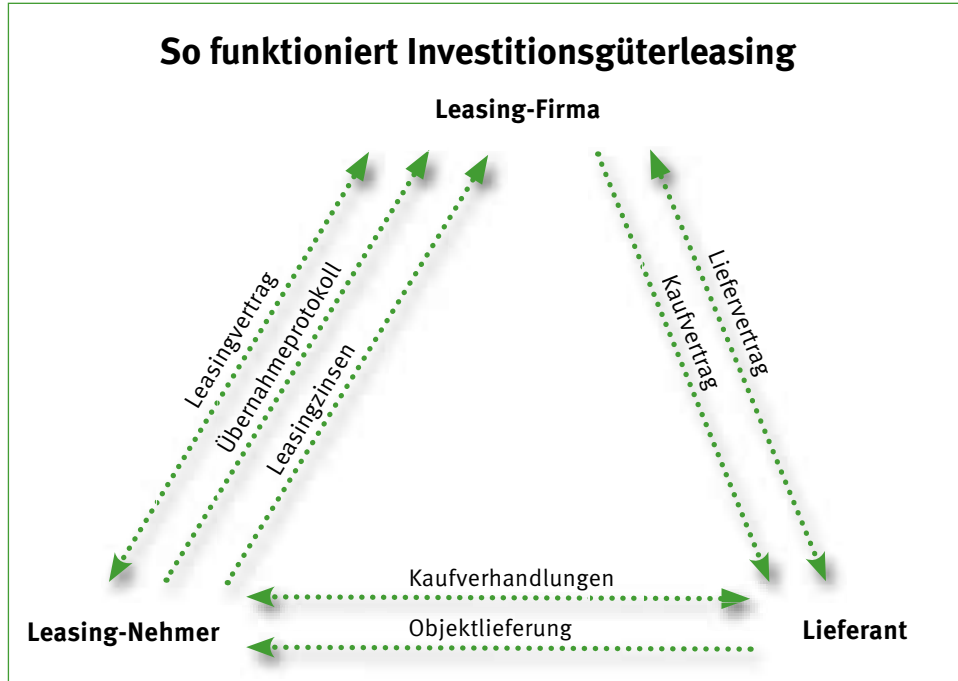 So funktioniert Investitionsgüterleasing
Leasing-Firma
Leasingvertrag
Übernahmeprotokoll
Leasingzinsen
Kaufvertrag
Liefervertrag
Kaufverhandlungen
Leasing-Nehmer
Objektlieferung
Lieferant